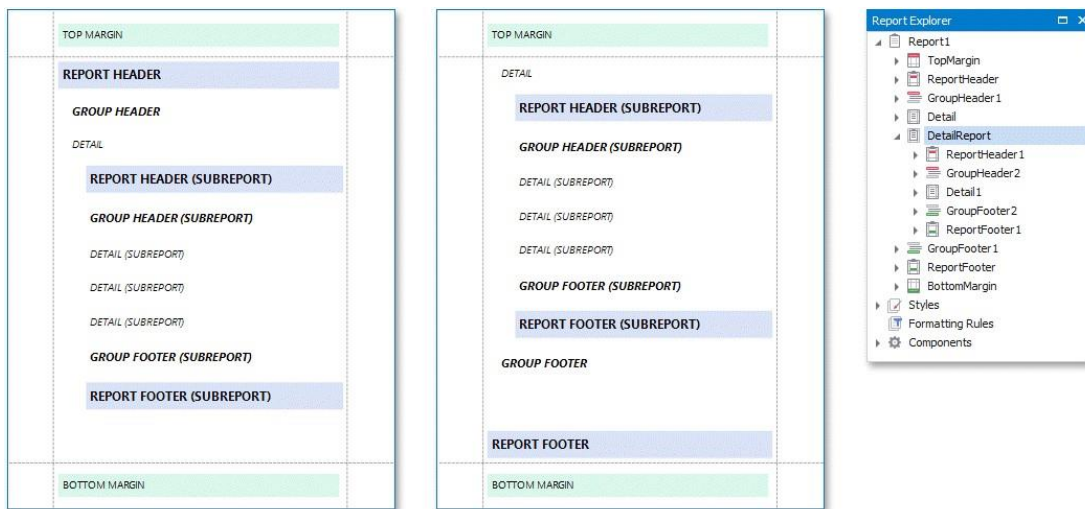 TOP MARGIN
REPORT HEADER
GROUP HEADER
DETAIL
REPORT HEADER (SUBREPORT)
GROUP HEADER (SUBREPORT)
DETAIL (SUBREPORT)
DETAIL (SUBREPORT)
DETAIL (SUBREPORT)
GROUP FOOTER (SUBREPORT)
REPORT FOOTER (SUBREPORT)
BOTTOM MARGIN
TOP MARGIN
DETAIL
REPORT HEADER (SUBREPORT)
GROUP HEADER (SUBREPORT)
DETAIL (SUBREPORT)
DETAIL (SUBREPORT)
DETAIL (SUBREPORT)
GROUP FOOTER (SUBREPORT)
REPORT FOOTER (SUBREPORT)
GROUP FOOTER
REPORT FOOTER
BOTTOM MARGIN
Report Explorer
Report1
TopMargin
ReportHeader
GroupHeader1
Detail
DetailReport
ReportHeader1
GroupHeader2
Detail1
GroupFooter2
ReportFooter1
GroupFooter1
ReportFooter
BottomMargin
Styles
Formatting Rules
Components